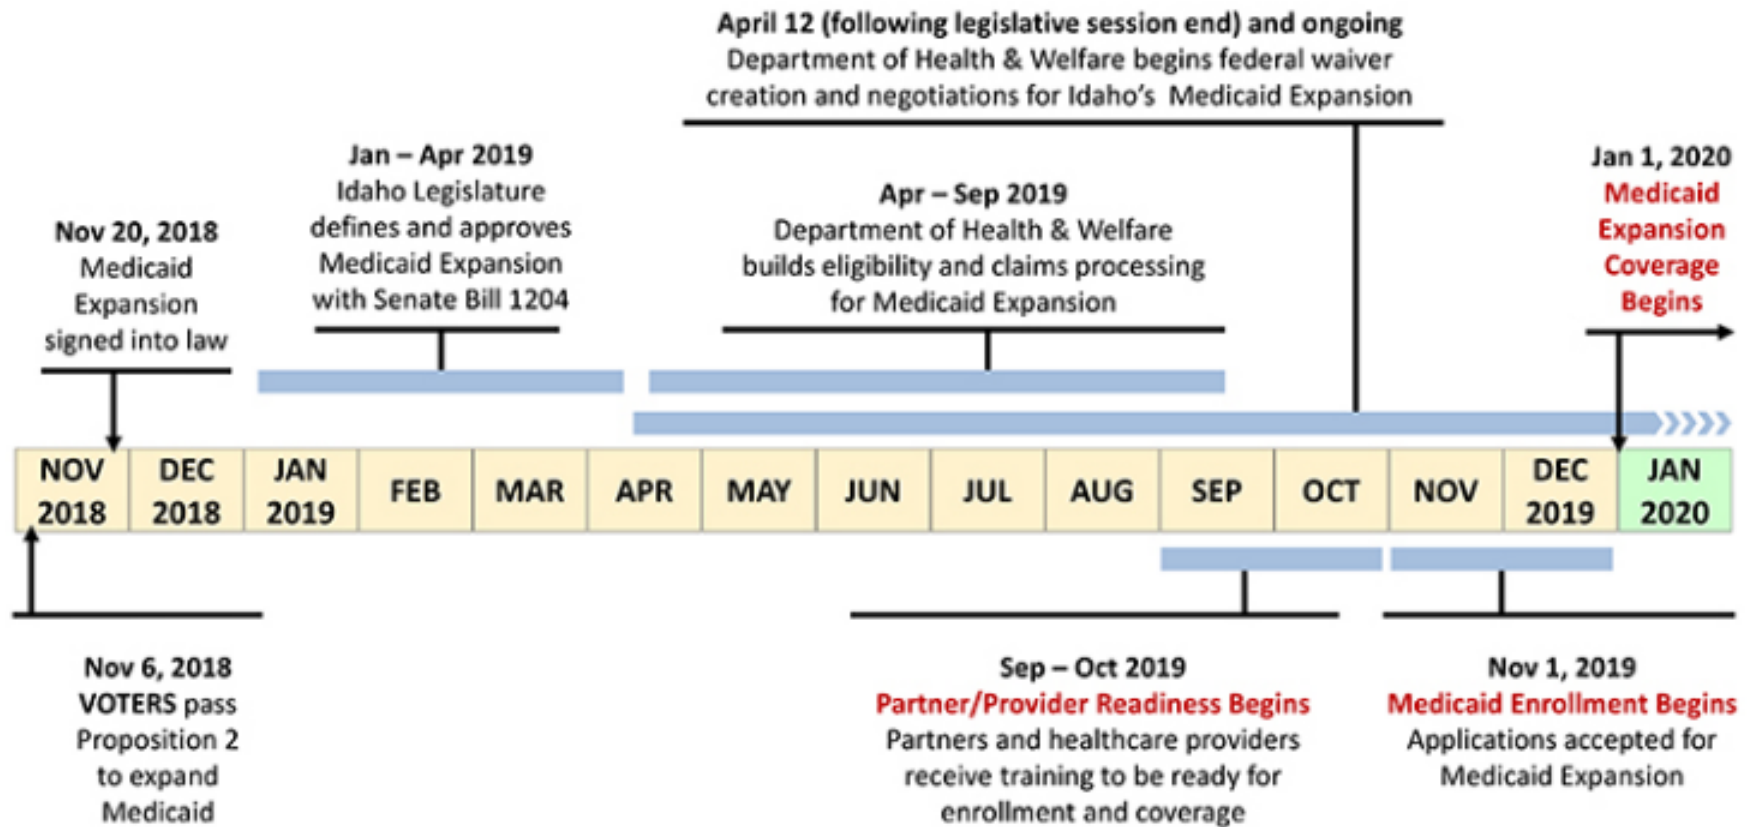 April 12 (following legislative session end) and ongoing
Department of Health & Welfare begins federal waiver
creation and negotiations for Idaho's Medicaid Expansion
Jan – Apr 2019
Idaho Legislature
defines and approves
Medicaid Expansion
with Senate Bill 1204
Jan 1, 2020
Medicaid
Expansion
Coverage
Begins
Apr – Sep 2019
Department of Health & Welfare
builds eligibility and claims processing
for Medicaid Expansion
Nov 20, 2018
Medicaid
Expansion
signed into law
NOV
2018
DEC
2018
JAN
2019
FEB
MAR
APR
MAY
JUN
JUL
AUG
SEP
OCT
NOV
DEC
2019
JAN
2020
Nov 6, 2018
VOTERS pass
Proposition 2
to expand
Medicaid
Sep – Oct 2019
Partner/Provider Readiness Begins
Partners and healthcare providers
receive training to be ready for
enrollment and coverage
Nov 1, 2019
Medicaid Enrollment Begins
Applications accepted for
Medicaid Expansion